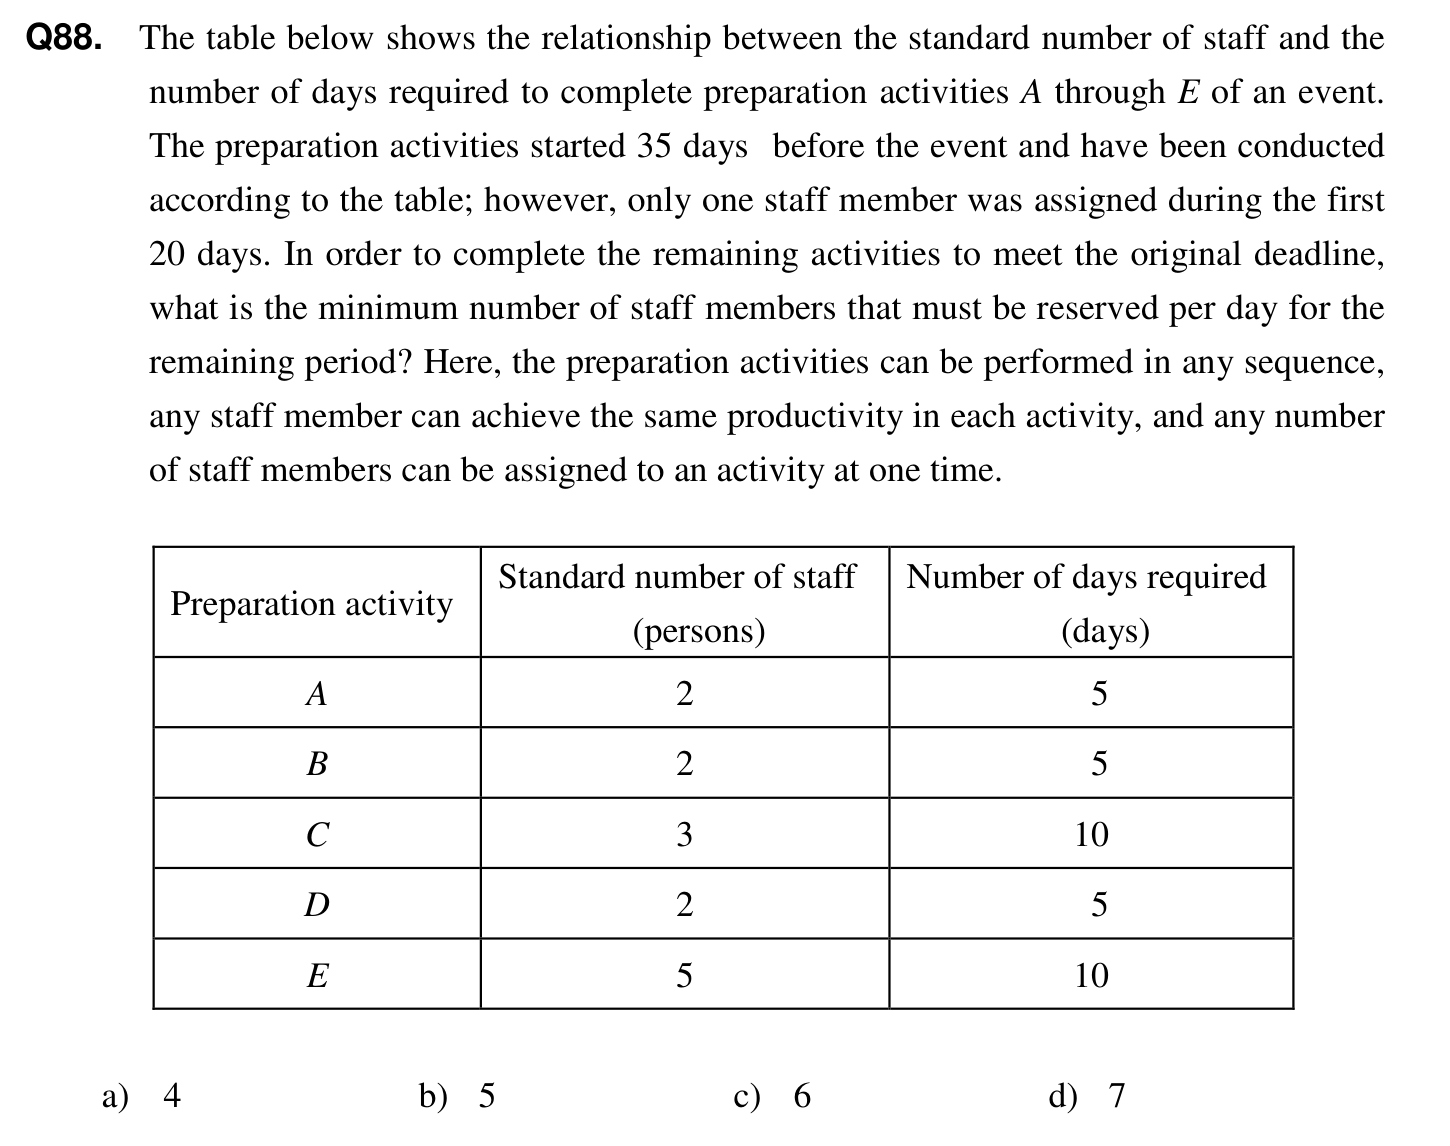 Q88. The table below shows the relationship between the standard number of staff and the
number of days required to complete preparation activities A through E of an event.
The preparation activities started 35 days before the event and have been conducted
according to the table; however, only one staff member was assigned during the first
20 days. In order to complete the remaining activities to meet the original deadline,
what is the minimum number of staff members that must be reserved per day for the
remaining period? Here, the preparation activities can be performed in any sequence,
any staff member can achieve the same productivity in each activity, and any number
of staff members can be assigned to an activity at one time.
Preparation activity Standard number of staff (persons) Number of days required (days)
A 2 5
B 2 5
C 3 10
D 2 5
E 5 10
a) 4 b) 5 c) 6 d) 7